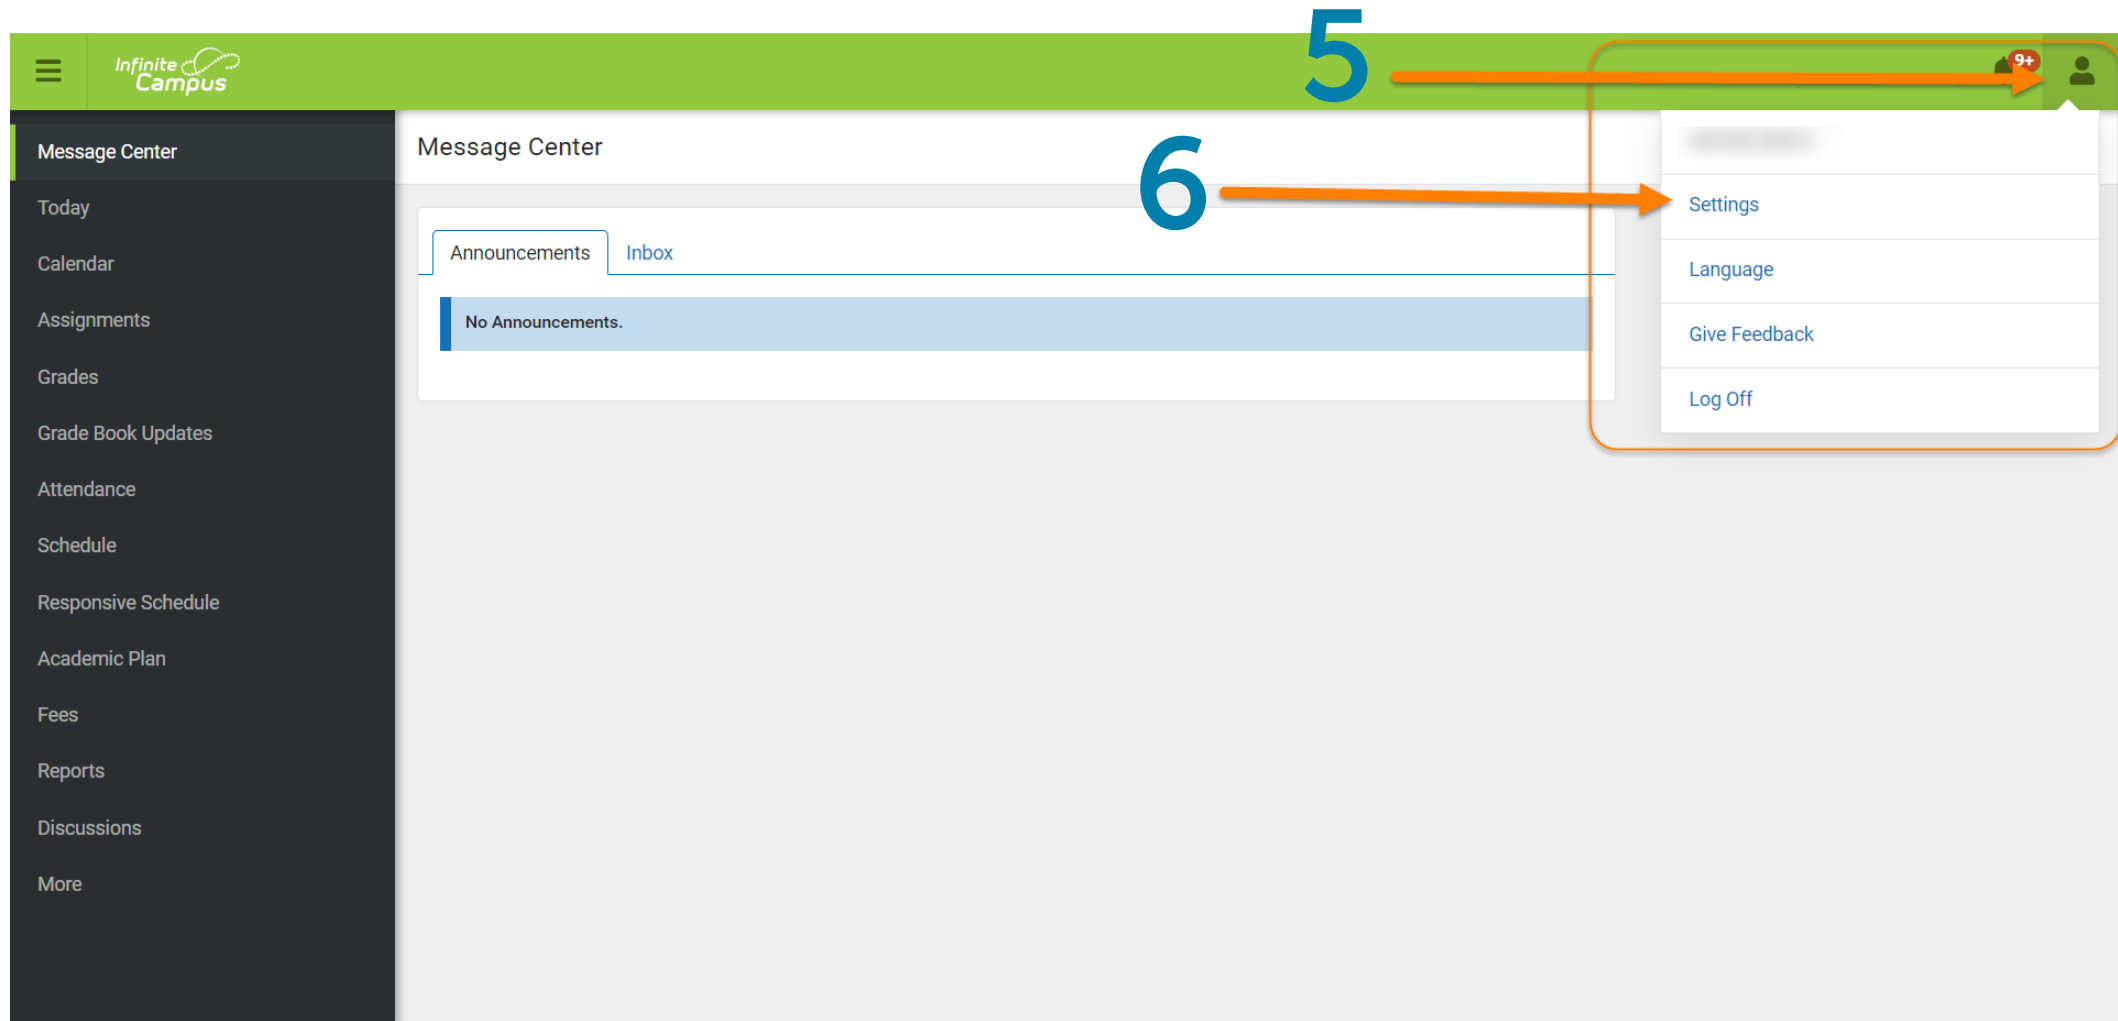 5
Infinite
Campus
9+
Message Center
Today
Calendar
Assignments
Grades
Grade Book Updates
Attendance
Schedule
Responsive Schedule
Academic Plan
Fees
Reports
Discussions
More
Message Center
6
Announcements Inbox
No Announcements.
Settings
Language
Give Feedback
Log Off